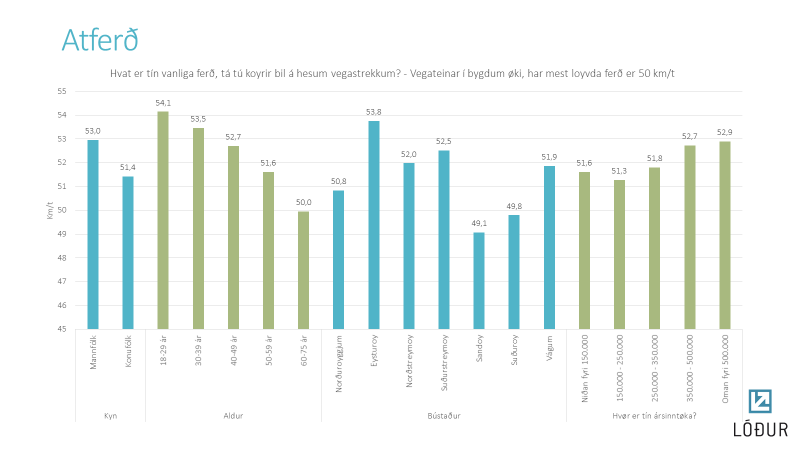 Atferð
Hvat er tín vanliga ferð, tá tú koyrir bil á hesum vegastrekkum? - Vegateinar í bygdum øki, har mest loyvda ferð er 50 km/t
55
54
53
52
51
50
49
48
47
46
45
Km/t
53,0
51,4
54,1
53,5
52,7
51,6
50,0
50,8
53,8
52,0
52,5
49,1
49,8
51,9
51,6
51,3
51,8
52,7
52,9
Mannfólk
Konufólk
18-29 ár
30-39 ár
40-49 ár
50-59 ár
60-75 ár
Norðuroyggjum
Eysturoy
Norðstreymoy
Suðurstreymoy
Sandoy
Suðuroy
Vágum
Niðan fyri 150.000
150.000 - 250.000
250.000 - 350.000
350.000 - 500.000
Oman fyri 500.000
Kyn
Aldur
Bústaður
Hvør er tín ársinntøka?
LÓÐUR